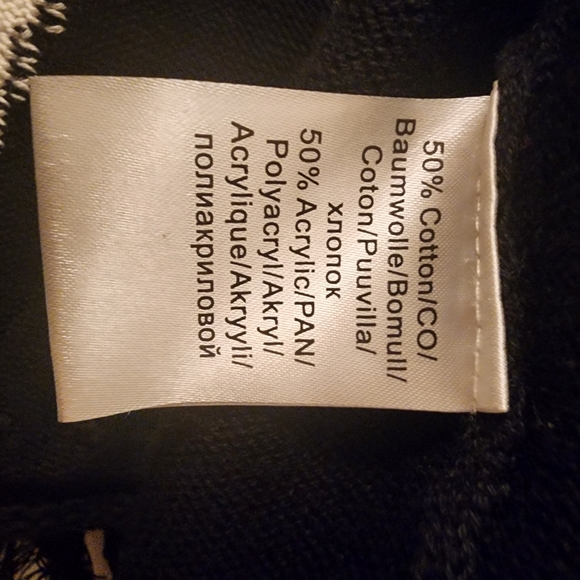 50% Cotton/CO/
Baumwolle/Bomull/
Coton/Puuvilla/
хлопок
50% Acrylic/PAN/
Polyacryl/Akryl/
Acrylique/Akryyli/
полиакриловой